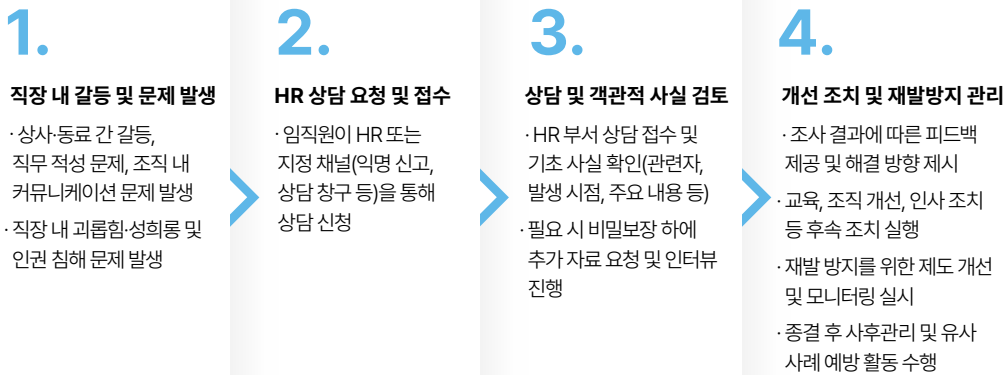 1.
직장 내 갈등 및 문제 발생
· 상사·동료 간 갈등,
직무 적성 문제, 조직 내
커뮤니케이션 문제 발생
· 직장 내 괴롭힘·성희롱 및
인권 침해 문제 발생
2.
HR 상담 요청 및 접수
· 임직원이 HR 또는
지정 채널(익명 신고,
상담 창구 등)을 통해
상담 신청
3.
상담 및 객관적 사실 검토
· HR 부서 상담 접수 및
기초 사실 확인(관련자,
발생 시점, 주요 내용 등)
· 필요 시 비밀보장 하에
추가 자료 요청 및 인터뷰
진행
4.
개선 조치 및 재발방지 관리
· 조사 결과에 따른 피드백
제공 및 해결 방향 제시
· 교육, 조직 개선, 인사 조치
등 후속 조치 실행
· 재발 방지를 위한 제도 개선
및 모니터링 실시
· 종결 후 사후관리 및 유사
사례 예방 활동 수행